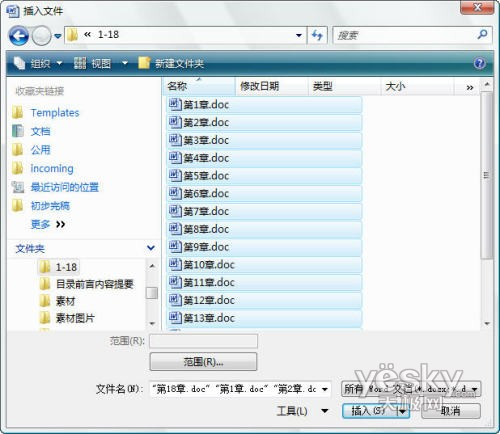 插入文件
« 1-18
搜索
组织 视图 新建文件夹
收藏夹链接
Templates
文档
公用
incoming
最近访问的位置
初步完稿
更多 »
文件夹
1-18
目录前言内容提要
素材
素材图片
名称 修改日期 类型 大小 »
第1章.doc
第2章.doc
第3章.doc
第4章.doc
第5章.doc
第6章.doc
第7章.doc
第8章.doc
第9章.doc
第10章.doc
第11章.doc
第12章.doc
第13章.doc
范围(R):
范围(R)...
文件名(N): "第18章.doc" "第1章.doc" "第2章.dc
所有 Word 文档(*.docx;*.d
工具(L) 插入(S) 取消
yesky
天极网